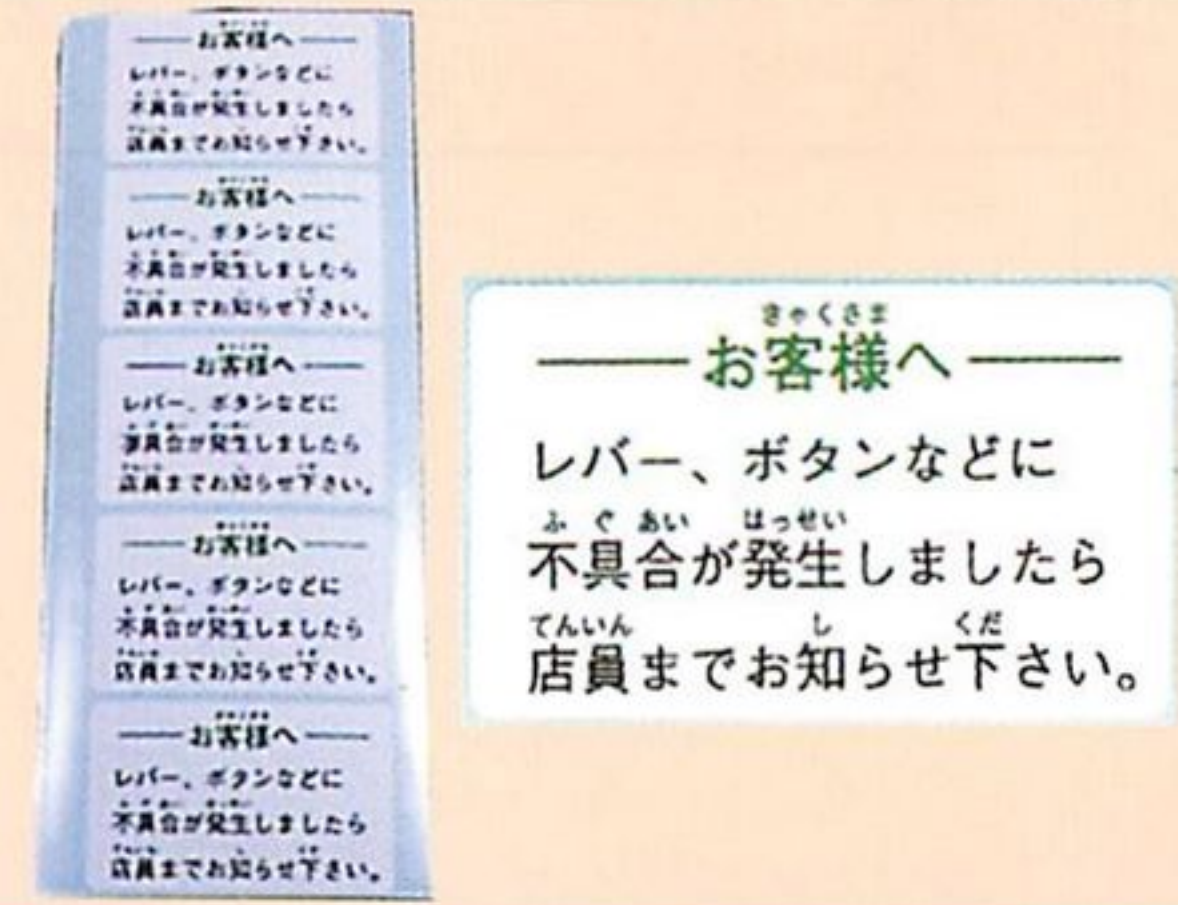 お客様へ
レバー、ボタンなどに
不具合が発生しましたら
店員までお知らせ下さい。
お客様へ
レバー、ボタンなどに
不具合が発生しましたら
店員までお知らせ下さい。
お客様へ
レバー、ボタンなどに
不具合が発生しましたら
店員までお知らせ下さい。
お客様へ
レバー、ボタンなどに
不具合が発生しましたら
店員までお知らせ下さい。
お客様へ
レバー、ボタンなどに
不具合が発生しましたら
店員までお知らせ下さい。
きゃくさま
お客様へ
レバー、ボタンなどに
ふぐあい はっせい
不具合が発生しましたら
てんいん し くだ
店員までお知らせ下さい。